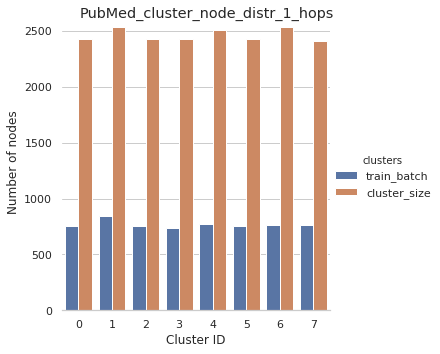 PubMed_cluster_node_distr_1_hops
2500
2000
1500
1000
500
0
Number of nodes
0 1 2 3 4 5 6 7
Cluster ID
clusters
train_batch
cluster_size